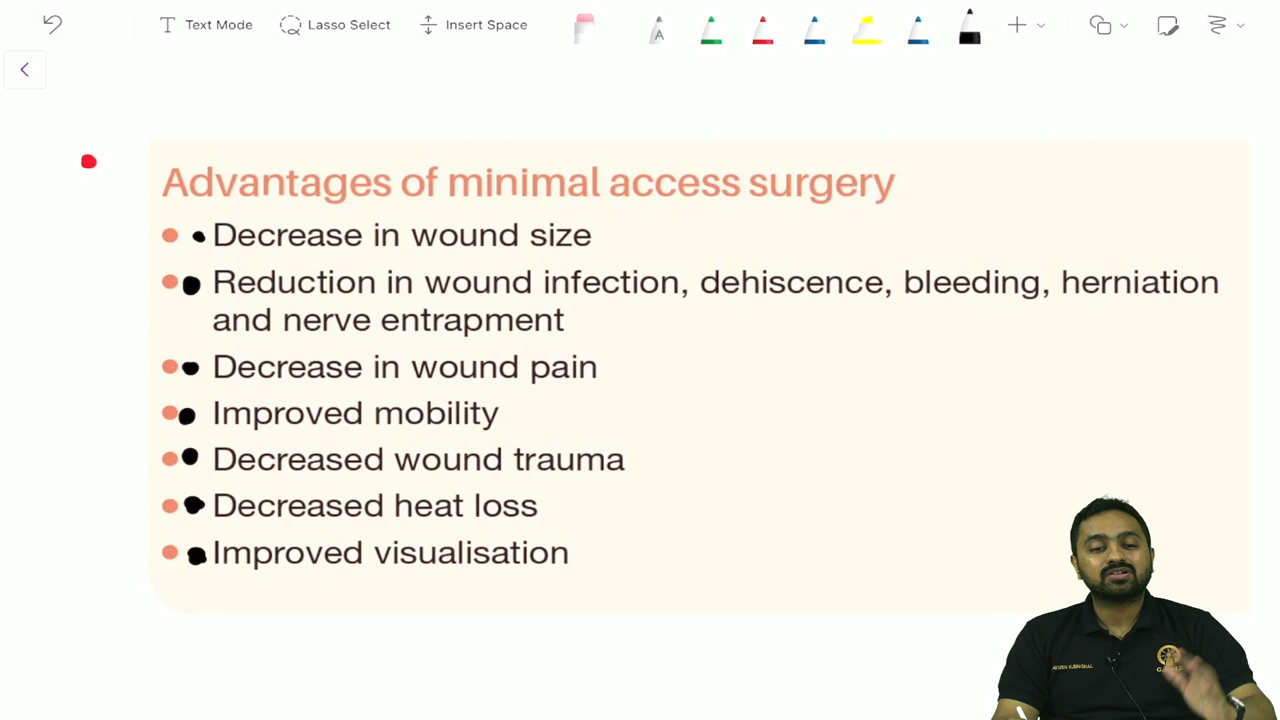 Text Mode
Lasso Select
Insert Space
A
Advantages of minimal access surgery
Decrease in wound size
Reduction in wound infection, dehiscence, bleeding, herniation
and nerve entrapment
Decrease in wound pain
Improved mobility
Decreased wound trauma
Decreased heat loss
Improved visualisation